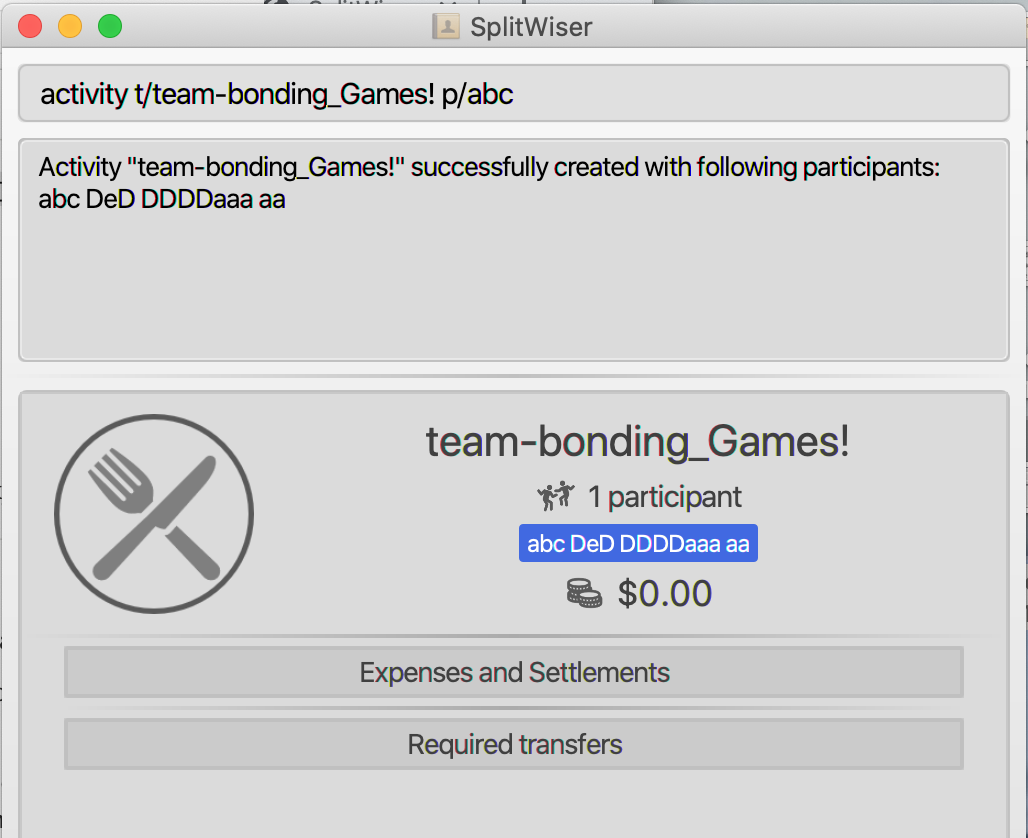 SplitWiser
activity t/team-bonding_Games! p/abc
Activity "team-bonding_Games!" successfully created with following participants:
abc DeD DDDDaaa aa
team-bonding_Games!
1 participant
abc DeD DDDDaaa aa
$0.00
Expenses and Settlements
Required transfers